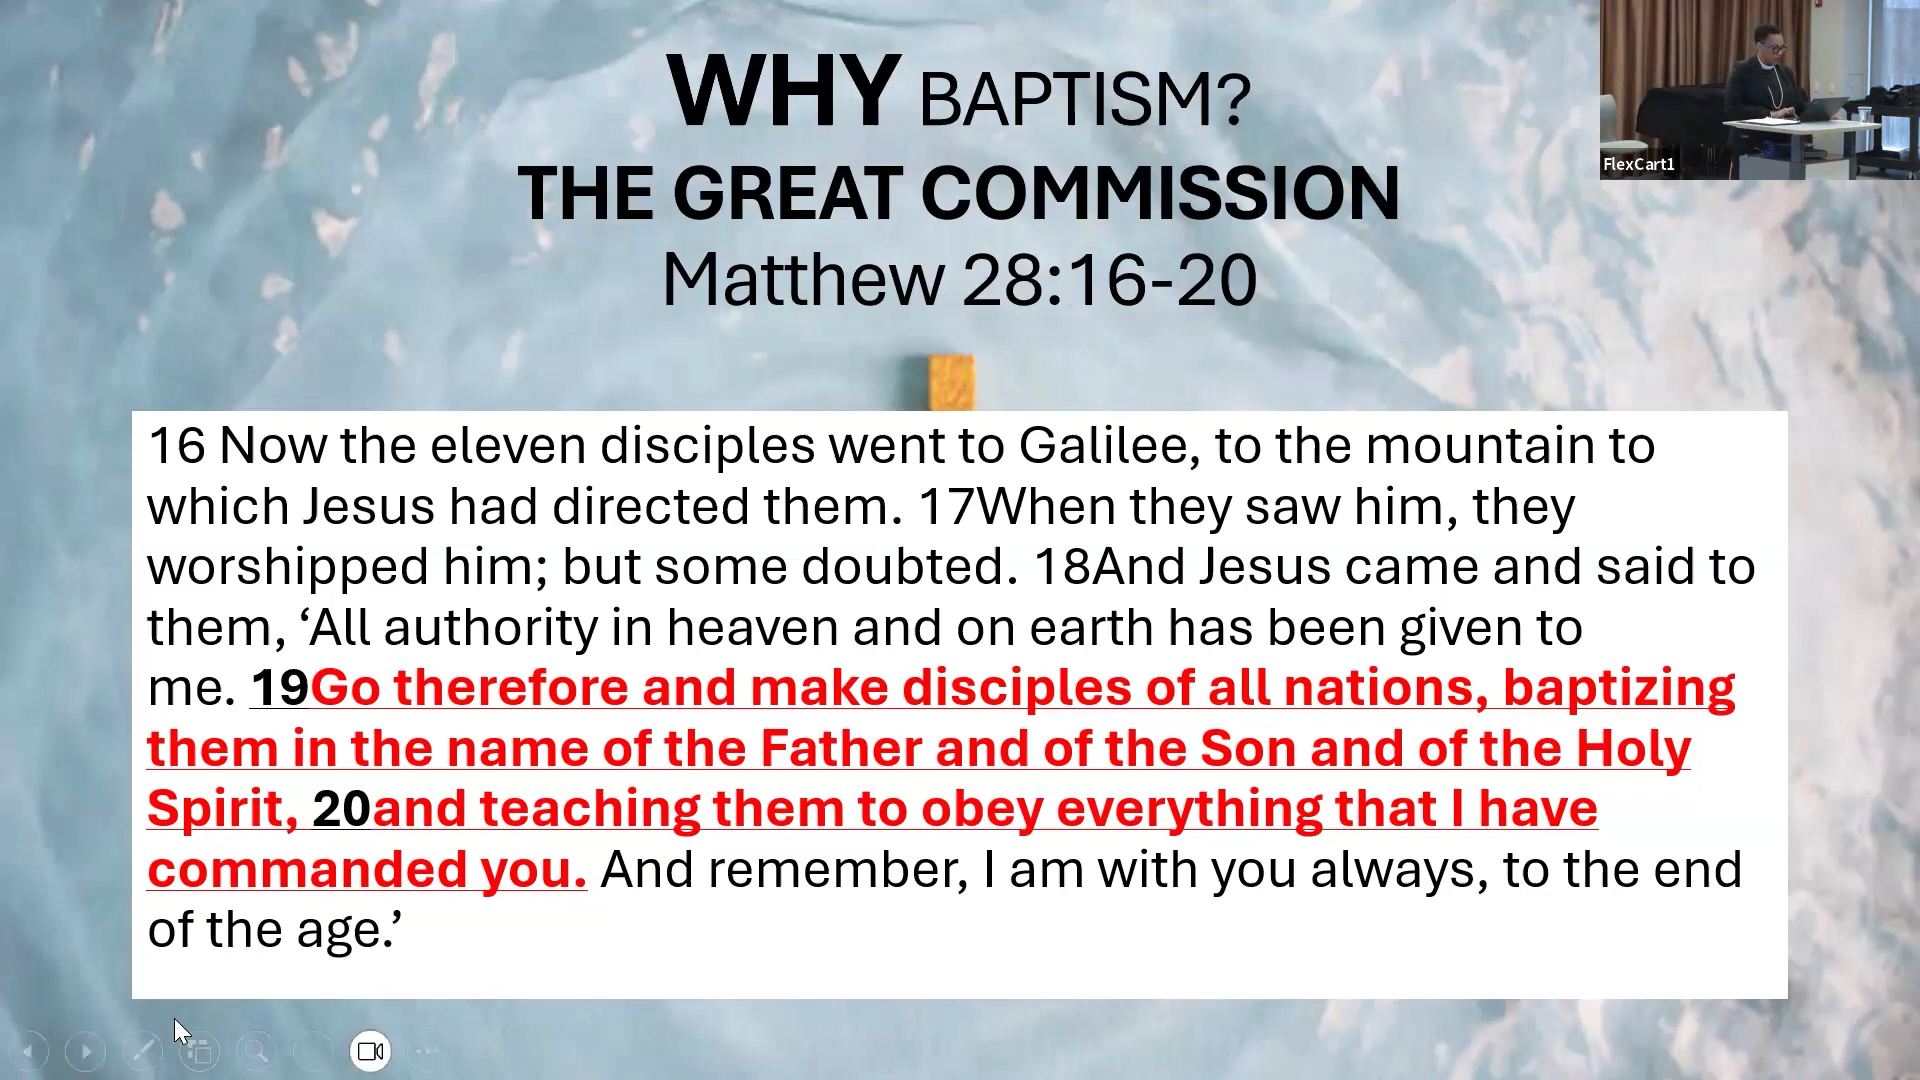 WHY BAPTISM?
THE GREAT COMMISSION
Matthew 28:16-20
FlexCart1
16 Now the eleven disciples went to Galilee, to the mountain to
which Jesus had directed them. 17When they saw him, they
worshipped him; but some doubted. 18And Jesus came and said to
them, ‘All authority in heaven and on earth has been given to
me. 19Go therefore and make disciples of all nations, baptizing
them in the name of the Father and of the Son and of the Holy
Spirit, 20and teaching them to obey everything that I have
commanded you. And remember, I am with you always, to the end
of the age.’